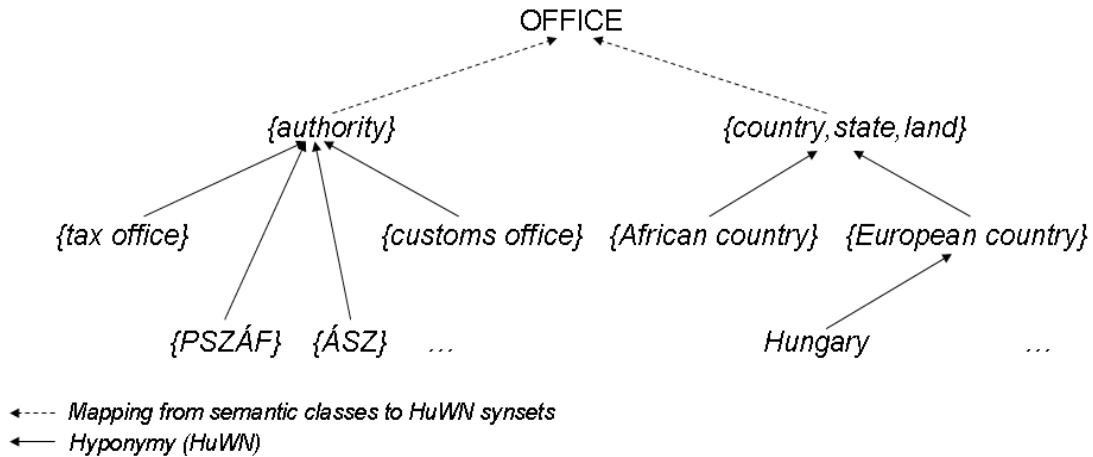 OFFICE
{authority} {country,state,land}
{tax office} {customs office} {African country} {European country}
{PSZÁF} {ÁSZ} ... Hungary ...
Mapping from semantic classes to HuWN synsets
Hyponymy (HuWN)